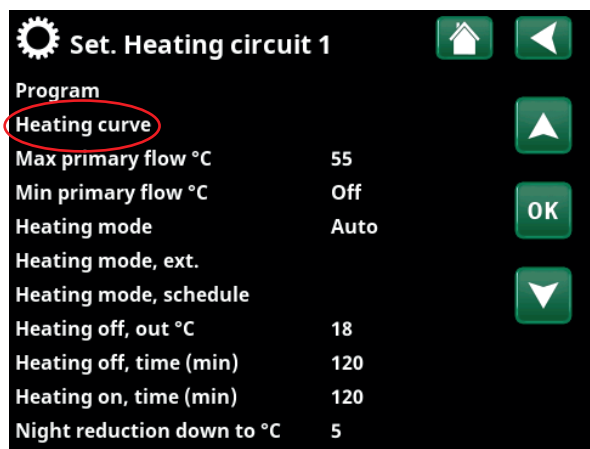 Set. Heating circuit 1
Program
Heating curve
Max primary flow °C 55
Min primary flow °C Off
Heating mode Auto
OK
Heating mode, ext.
Heating mode, schedule
Heating off, out °C 18
Heating off, time (min) 120
Heating on, time (min) 120
Night reduction down to °C 5